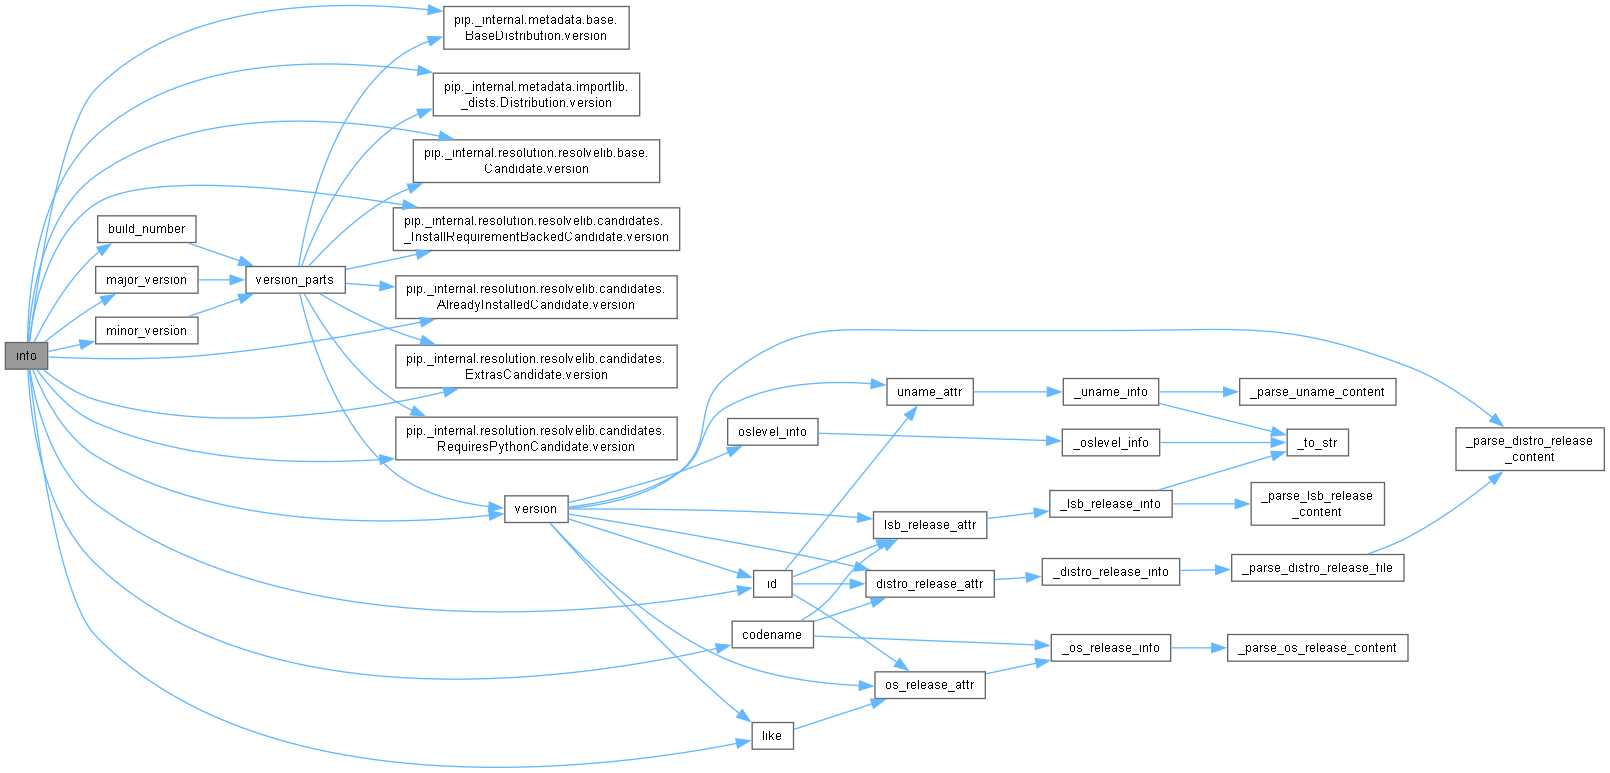 pip._internal.metadata.base.
BaseDistribution.version
pip._internal.metadata.importlib.
_dists.Distribution.version
pip._internal.resolution.resolvelib.base.
Candidate.version
pip._internal.resolution.resolvelib.candidates.
_InstallRequirementBackedCandidate.version
build_number
major_version
version_parts
pip._internal.resolution.resolvelib.candidates.
AlreadyInstalledCandidate.version
minor_version
info
pip._internal.resolution.resolvelib.candidates.
ExtrasCandidate.version
pip._internal.resolution.resolvelib.candidates.
RequiresPythonCandidate.version
uname_attr
_uname_info
_parse_uname_content
oslevel_info
_oslevel_info
_to_str
_parse_distro_release
_content
version
lsb_release_attr
_lsb_release_info
_parse_lsb_release
_content
id
distro_release_attr
_distro_release_info
_parse_distro_release_file
codename
_os_release_info
_parse_os_release_content
os_release_attr
like